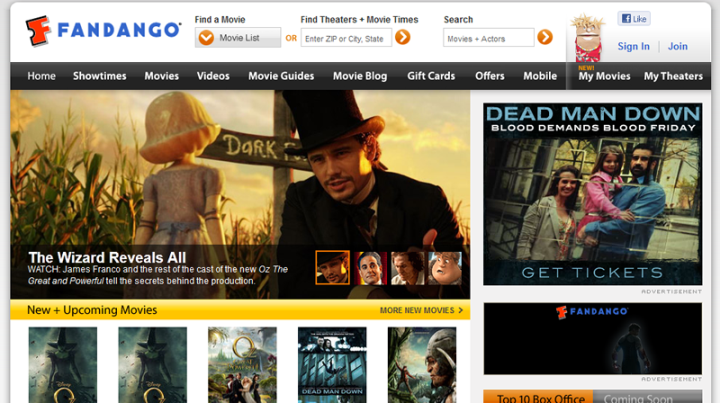 FANDANGO
Find a Movie
Movie List
OR
Find Theaters + Movie Times
Enter ZIP or City, State
Search
Movies + Actors
Like
Sign In | Join
Home Showtimes Movies Videos Movie Guides Movie Blog Gift Cards Offers Mobile
NEW!
My Movies My Theaters
DARK
The Wizard Reveals All
WATCH: James Franco and the rest of the cast of the new Oz The
Great and Powerful tell the secrets behind the production.
DEAD MAN DOWN
BLOOD DEMANDS BLOOD FRIDAY
GET TICKETS
ADVERTISEMENT
New + Upcoming Movies
MORE NEW MOVIES >
DEAD MAN DOWN
FANDANGO
ADVERTISEMENT
Top 10 Box Office
Coming Soon